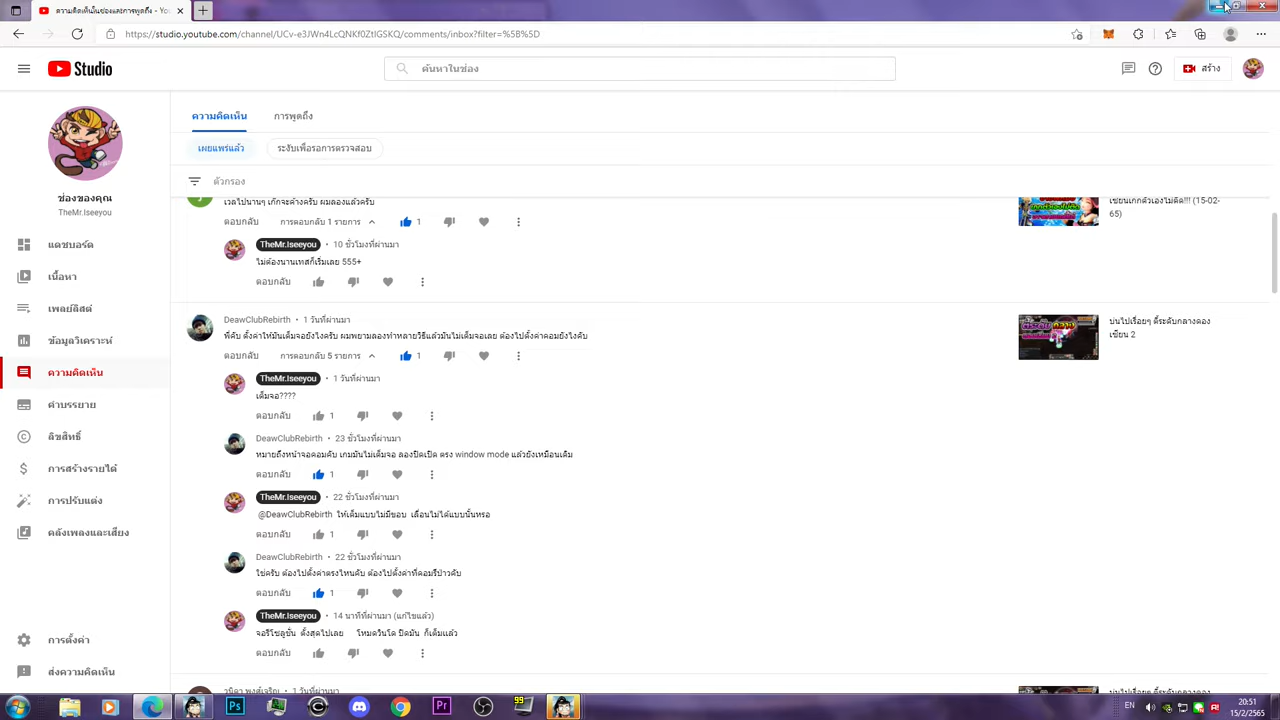 ความคิดเห็นในช่องและการพูดถึง - Yo
https://studio.youtube.com/channel/UCv-e3JWn4LcQNKf0ZtIGSKQ/comments/inbox?filter=%5B%5D
Studio
ค้นหาในช่อง
สร้าง
ช่องของคุณ
TheMr.Iseeyou
แดชบอร์ด
เนื้อหา
เพลย์ลิสต์
ข้อมูลวิเคราะห์
ความคิดเห็น
คำบรรยาย
ลิขสิทธิ์
การสร้างรายได้
การปรับแต่ง
คลังเพลงและเสียง
การตั้งค่า
ส่งความคิดเห็น
ความคิดเห็น การพูดถึง
เผยแพร่แล้ว ระงับเพื่อรอการตรวจสอบ
ตัวกรอง
เวลไปนานๆ เก้กจะค้างครับ ผมลองแล้วครับ
ตอบกลับ การตอบกลับ 1 รายการ 1
TheMr.Iseeyou • 10 ชั่วโมงที่ผ่านมา
ไม่ต้องนานเทสก็เริ่มเลย 555+
ตอบกลับ
เซียนเก้กตัวเองไม่ติด!!! (15-02-
65)
DeawClubRebirth • 1 วันที่ผ่านมา
พี่คับ ตั้งค่าให้มันเต็มจอยังไงครับ ผมพยามลองทำหลายวิธีแล้วมันไม่เต็มจอเลย ต้องไปตั้งค่าคอมยังไงคับ
ตอบกลับ การตอบกลับ 5 รายการ 1
บ่นไปเรื่อยๆ ตี้ระดับกลางดอง
เซียน 2
TheMr.Iseeyou • 1 วันที่ผ่านมา
เต็มจอ????
ตอบกลับ 1
DeawClubRebirth • 23 ชั่วโมงที่ผ่านมา
หมายถึงหน้าจอคอมคับ เกมมันไม่เต็มจอ ลองปิดเปิด ตรง window mode แล้วยังเหมือนเดิม
ตอบกลับ 1
TheMr.Iseeyou • 22 ชั่วโมงที่ผ่านมา
@DeawClubRebirth ให้เต็มแบบไม่มีขอบ เลื่อนไม่ได้แบบนั้นหรอ
ตอบกลับ 1
DeawClubRebirth • 22 ชั่วโมงที่ผ่านมา
ใช่ครับ ต้องไปตั้งค่าตรงไหนคับ ต้องไปตั้งค่าที่คอมรึป่าวคับ
ตอบกลับ 1
TheMr.Iseeyou • 14 นาทีที่ผ่านมา (แก้ไขแล้ว)
จอรีโซลูชั่น ตั้งสุดไปเลย โหมดวินโด ปิดมัน ก็เต็มแล้ว
ตอบกลับ
วนิดา พงศ์เจริญ • 1 วันที่ผ่านมา
บ่นไปเรื่อยๆ ตี้ระดับกลางดอง
EN
20:51
15/2/2565